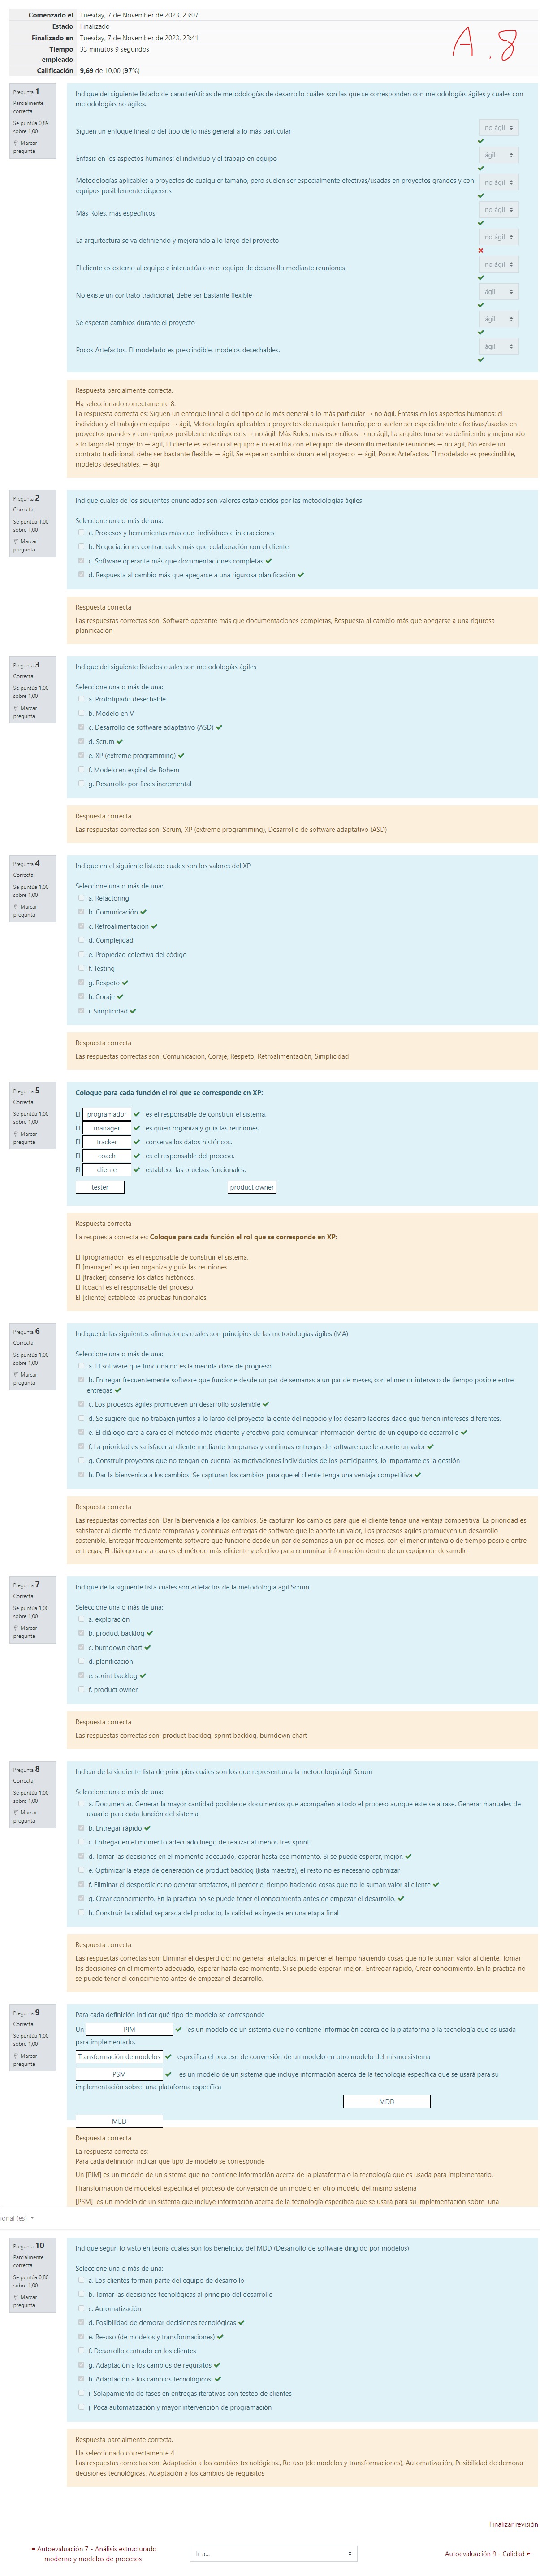 Comenzado el Tuesday, 7 de November de 2023, 23:07
Estado Finalizado
Finalizado en Tuesday, 7 de November de 2023, 23:41
Tiempo empleado 33 minutos 9 segundos
Calificación 9,69 de 10,00 (97%)
A.8
Pregunta 1
Parcialmente
correcta
Se puntúa 0,89
sobre 1,00
Marcar
pregunta
Indique del siguiente listado de características de metodologías de desarrollo cuáles son las que se corresponden con metodologías ágiles y cuales con
metodologías no ágiles.
Siguen un enfoque lineal o del tipo de lo más general a lo más particular no ágil
Énfasis en los aspectos humanos: el individuo y el trabajo en equipo ágil
Metodologías aplicables a proyectos de cualquier tamaño, pero suelen ser especialmente efectivas/usadas en proyectos grandes y con no ágil
equipos posiblemente dispersos
Más Roles, más específicos no ágil
La arquitectura se va definiendo y mejorando a lo largo del proyecto no ágil
El cliente es externo al equipo e interactúa con el equipo de desarrollo mediante reuniones no ágil
No existe un contrato tradicional, debe ser bastante flexible ágil
Se esperan cambios durante el proyecto ágil
Pocos Artefactos. El modelado es prescindible, modelos desechables. ágil
Respuesta parcialmente correcta.
Ha seleccionado correctamente 8.
La respuesta correcta es: Siguen un enfoque lineal o del tipo de lo más general a lo más particular → no ágil, Énfasis en los aspectos humanos: el
individuo y el trabajo en equipo → ágil, Metodologías aplicables a proyectos de cualquier tamaño, pero suelen ser especialmente efectivas/usadas en
proyectos grandes y con equipos posiblemente dispersos → no ágil, Más Roles, más específicos → no ágil, La arquitectura se va definiendo y mejorando
a lo largo del proyecto → ágil, El cliente es externo al equipo e interactúa con el equipo de desarrollo mediante reuniones → no ágil, No existe un
contrato tradicional, debe ser bastante flexible → ágil, Se esperan cambios durante el proyecto → ágil, Pocos Artefactos. El modelado es prescindible,
modelos desechables. → ágil
Pregunta 2
Correcta
Se puntúa 1,00
sobre 1,00
Marcar
pregunta
Indique cuales de los siguientes enunciados son valores establecidos por las metodologías ágiles
Seleccione una o más de una:
a. Procesos y herramientas más que individuos e interacciones
b. Negociaciones contractuales más que colaboración con el cliente
c. Software operante más que documentaciones completas
d. Respuesta al cambio más que apegarse a una rigurosa planificación
Respuesta correcta
Las respuestas correctas son: Software operante más que documentaciones completas, Respuesta al cambio más que apegarse a una rigurosa
planificación
Pregunta 3
Correcta
Se puntúa 1,00
sobre 1,00
Marcar
pregunta
Indique del siguiente listados cuales son metodologías ágiles
Seleccione una o más de una:
a. Prototipado desechable
b. Modelo en V
c. Desarrollo de software adaptativo (ASD)
d. Scrum
e. XP (extreme programming)
f. Modelo en espiral de Bohem
g. Desarrollo por fases incremental
Respuesta correcta
Las respuestas correctas son: Scrum, XP (extreme programming), Desarrollo de software adaptativo (ASD)
Pregunta 4
Correcta
Se puntúa 1,00
sobre 1,00
Marcar
pregunta
Indique en el siguiente listado cuales son los valores del XP
Seleccione una o más de una:
a. Refactoring
b. Comunicación
c. Retroalimentación
d. Complejidad
e. Propiedad colectiva del código
f. Testing
g. Respeto
h. Coraje
i. Simplicidad
Respuesta correcta
Las respuestas correctas son: Comunicación, Coraje, Respeto, Retroalimentación, Simplicidad
Pregunta 5
Correcta
Se puntúa 1,00
sobre 1,00
Marcar
pregunta
Coloque para cada función el rol que se corresponde en XP:
El programador es el responsable de construir el sistema.
El manager es quien organiza y guía las reuniones.
El tracker conserva los datos históricos.
El coach es el responsable del proceso.
El cliente establece las pruebas funcionales.
tester product owner
Respuesta correcta
La respuesta correcta es: Coloque para cada función el rol que se corresponde en XP:
El [programador] es el responsable de construir el sistema.
El [manager] es quien organiza y guía las reuniones.
El [tracker] conserva los datos históricos.
El [coach] es el responsable del proceso.
El [cliente] establece las pruebas funcionales.
Pregunta 6
Correcta
Se puntúa 1,00
sobre 1,00
Marcar
pregunta
Indique de las siguientes afirmaciones cuáles son principios de las metodologías ágiles (MA)
Seleccione una o más de una:
a. El software que funciona no es la medida clave de progreso
b. Entregar frecuentemente software que funcione desde un par de semanas a un par de meses, con el menor intervalo de tiempo posible entre
entregas
c. Los procesos ágiles promueven un desarrollo sostenible
d. Se sugiere que no trabajen juntos a lo largo del proyecto la gente del negocio y los desarrolladores dado que tienen intereses diferentes.
e. El diálogo cara a cara es el método más eficiente y efectivo para comunicar información dentro de un equipo de desarrollo
f. La prioridad es satisfacer al cliente mediante tempranas y continuas entregas de software que le aporte un valor
g. Construir proyectos que no tengan en cuenta las motivaciones individuales de los participantes, lo importante es la gestión
h. Dar la bienvenida a los cambios. Se capturan los cambios para que el cliente tenga una ventaja competitiva
Respuesta correcta
Las respuestas correctas son: Dar la bienvenida a los cambios. Se capturan los cambios para que el cliente tenga una ventaja competitiva, La prioridad es
satisfacer al cliente mediante tempranas y continuas entregas de software que le aporte un valor, Los procesos ágiles promueven un desarrollo
sostenible, Entregar frecuentemente software que funcione desde un par de semanas a un par de meses, con el menor intervalo de tiempo posible entre
entregas, El diálogo cara a cara es el método más eficiente y efectivo para comunicar información dentro de un equipo de desarrollo
Pregunta 7
Correcta
Se puntúa 1,00
sobre 1,00
Marcar
pregunta
Indique de la siguiente lista cuáles son artefactos de la metodología ágil Scrum
Seleccione una o más de una:
a. exploración
b. product backlog
c. burndown chart
d. planificación
e. sprint backlog
f. product owner
Respuesta correcta
Las respuestas correctas son: product backlog, sprint backlog, burndown chart
Pregunta 8
Correcta
Se puntúa 1,00
sobre 1,00
Marcar
pregunta
Indicar de la siguiente lista de principios cuáles son los que representan a la metodología ágil Scrum
Seleccione una o más de una:
a. Documentar. Generar la mayor cantidad posible de documentos que acompañen a todo el proceso aunque este se atrase. Generar manuales de
usuario para cada función del sistema
b. Entregar rápido
c. Entregar en el momento adecuado luego de realizar al menos tres sprint
d. Tomar las decisiones en el momento adecuado, esperar hasta ese momento. Si se puede esperar, mejor.
e. Optimizar la etapa de generación de product backlog (lista maestra), el resto no es necesario optimizar
f. Eliminar el desperdicio: no generar artefactos, ni perder el tiempo haciendo cosas que no le suman valor al cliente
g. Crear conocimiento. En la práctica no se puede tener el conocimiento antes de empezar el desarrollo.
h. Construir la calidad separada del producto, la calidad es inyecta en una etapa final
Respuesta correcta
Las respuestas correctas son: Eliminar el desperdicio: no generar artefactos, ni perder el tiempo haciendo cosas que no le suman valor al cliente, Tomar
las decisiones en el momento adecuado, esperar hasta ese momento. Si se puede esperar, mejor., Entregar rápido, Crear conocimiento. En la práctica no
se puede tener el conocimiento antes de empezar el desarrollo.
Pregunta 9
Correcta
Se puntúa 1,00
sobre 1,00
Marcar
pregunta
Para cada definición indicar qué tipo de modelo se corresponde
Un PIM es un modelo de un sistema que no contiene información acerca de la plataforma o la tecnología que es usada
para implementarlo.
Transformación de modelos especifica el proceso de conversión de un modelo en otro modelo del mismo sistema
PSM es un modelo de un sistema que incluye información acerca de la tecnología específica que se usará para su
implementación sobre una plataforma específica
MDD
MBD
Respuesta correcta
La respuesta correcta es:
Para cada definición indicar qué tipo de modelo se corresponde
Un [PIM] es un modelo de un sistema que no contiene información acerca de la plataforma o la tecnología que es usada para implementarlo.
[Transformación de modelos] especifica el proceso de conversión de un modelo en otro modelo del mismo sistema
[PSM] es un modelo de un sistema que incluye información acerca de la tecnología específica que se usará para su implementación sobre una
ional (es)
Pregunta 10
Parcialmente
correcta
Se puntúa 0,80
sobre 1,00
Marcar
pregunta
Indique según lo visto en teoría cuales son los beneficios del MDD (Desarrollo de software dirigido por modelos)
Seleccione una o más de una:
a. Los clientes forman parte del equipo de desarrollo
b. Tomar las decisiones tecnológicas al principio del desarrollo
c. Automatización
d. Posibilidad de demorar decisiones tecnológicas
e. Re-uso (de modelos y transformaciones)
f. Desarrollo centrado en los clientes
g. Adaptación a los cambios de requisitos
h. Adaptación a los cambios tecnológicos.
i. Solapamiento de fases en entregas iterativas con testeo de clientes
j. Poca automatización y mayor intervención de programación
Respuesta parcialmente correcta.
Ha seleccionado correctamente 4.
Las respuestas correctas son: Adaptación a los cambios tecnológicos., Re-uso (de modelos y transformaciones), Automatización, Posibilidad de demorar
decisiones tecnológicas, Adaptación a los cambios de requisitos
Finalizar revisión
◄ Autoevaluación 7 - Análisis estructurado
moderno y modelos de procesos
Ir a...
Autoevaluación 9 - Calidad ►